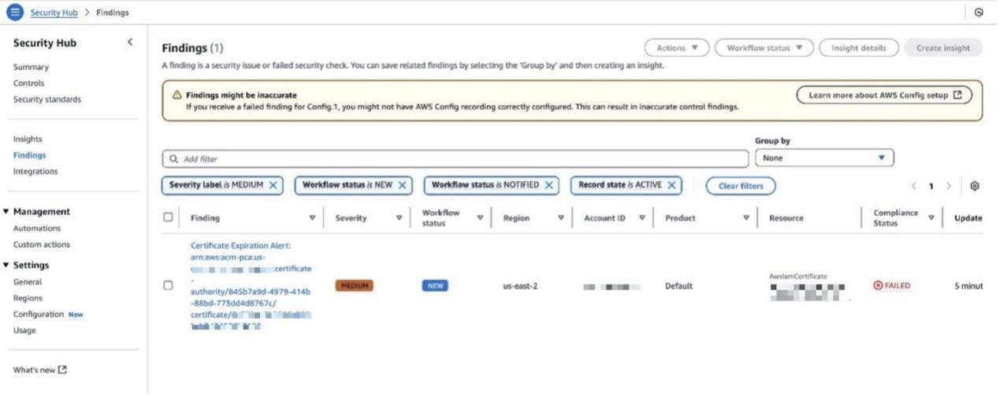 Security Hub > Findings
Security Hub
Summary
Controls
Security standards
Insights
Findings
Integrations
Management
Automations
Custom actions
Settings
General
Regions
Configuration New
Usage
What's new
Findings (1)
Actions
Workflow status
Insight details
Create insight
A finding is a security issue or failed security check. You can save related findings by selecting the 'Group by' and then creating an insight.
Findings might be inaccurate
If you receive a failed finding for Config.1, you might not have AWS Config recording correctly configured. This can result in inaccurate control findings.
Learn more about AWS Config setup
Add filter
Group by
None
Severity label is MEDIUM
Workflow status is NEW
Workflow status is NOTIFIED
Record state is ACTIVE
Clear filters
1
Finding
Severity
Workflow
status
Region
Account ID
Product
Resource
Compliance
Status
Update
Certificate Expiration Alert:
arn:aws:acm-pca:us-
:certificate
-
authority/845b7a9d-4979-414b
-88bd-773dd4d8767c/
certificate/
MEDIUM
NEW
us-east-2
Default
AwsIamCertificate
FAILED
5 minut